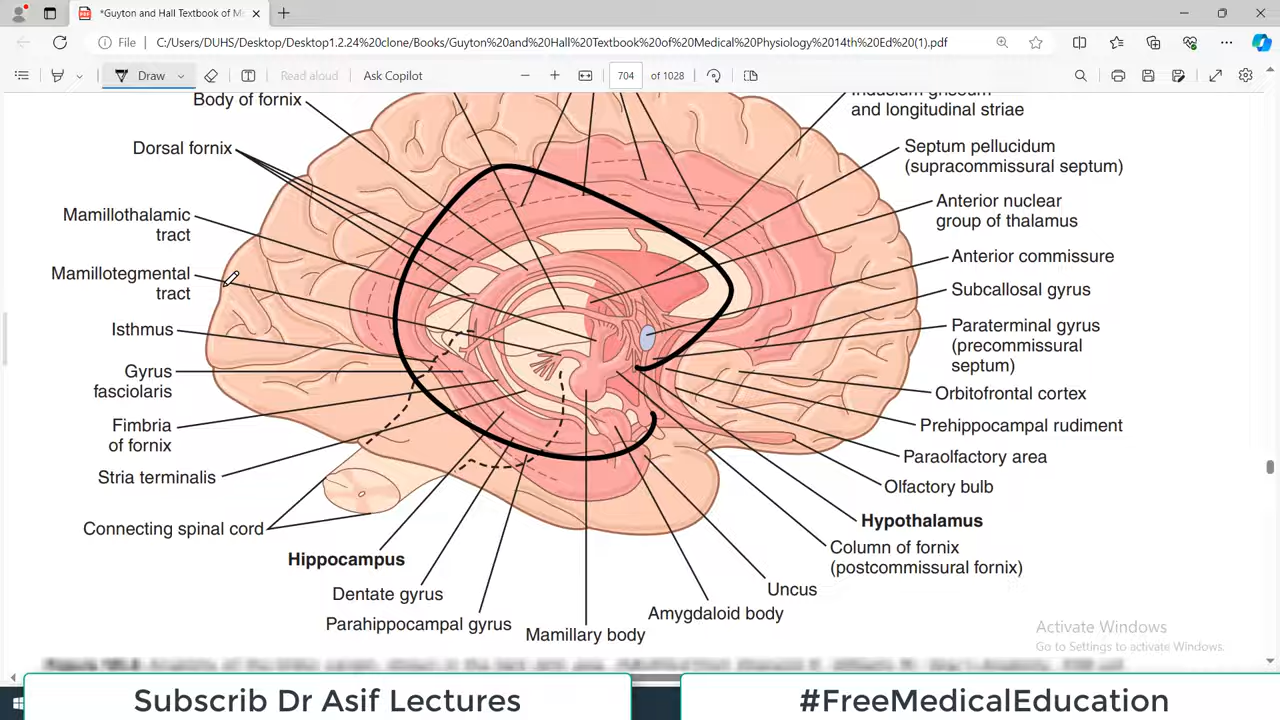 *Guyton and Hall Textbook of Me
File
C:/Users/DUHS/Desktop/Desktop1.2.24%20clone/Books/Guyton%20and%20Hall%20Textbook%20of%20Medical%20Physiology%2014th%20Ed%20(1).pdf
Draw
Read aloud
Ask Copilot
704 of 1028
Body of fornix
Dorsal fornix
Mamillothalamic
tract
Mamillotegmental
tract
Isthmus
Gyrus
fasciolaris
Fimbria
of fornix
Stria terminalis
Connecting spinal cord
Hippocampus
Dentate gyrus
Parahippocampal gyrus
Mamillary body
Amygdaloid body
Uncus
Indusium griseum
and longitudinal striae
Septum pellucidum
(supracommissural septum)
Anterior nuclear
group of thalamus
Anterior commissure
Subcallosal gyrus
Paraterminal gyrus
(precommissural
septum)
Orbitofrontal cortex
Prehippocampal rudiment
Paraolfactory area
Olfactory bulb
Hypothalamus
Column of fornix
(postcommissural fornix)
Activate Windows
Go to Settings to activate Windows.
Subscrib Dr Asif Lectures
#FreeMedicalEducation